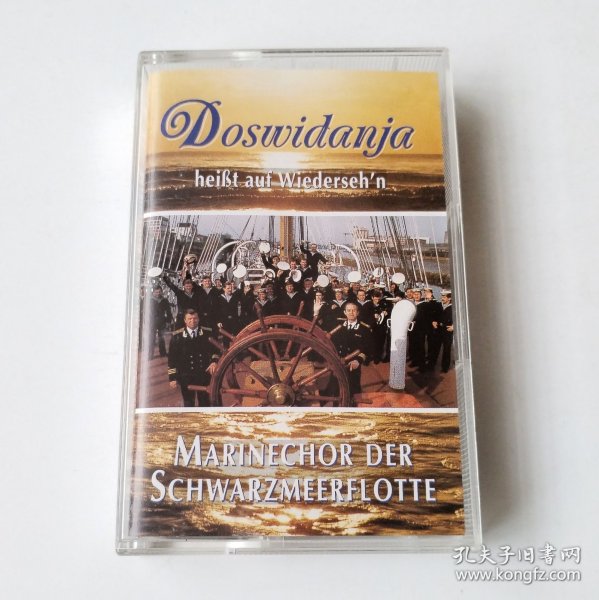 Doswidanja
heißt auf Wiederseh'n
MARINECHOR DER
SCHWARZMEERFLOTTE
孔夫子旧书网
www.kongfz.com